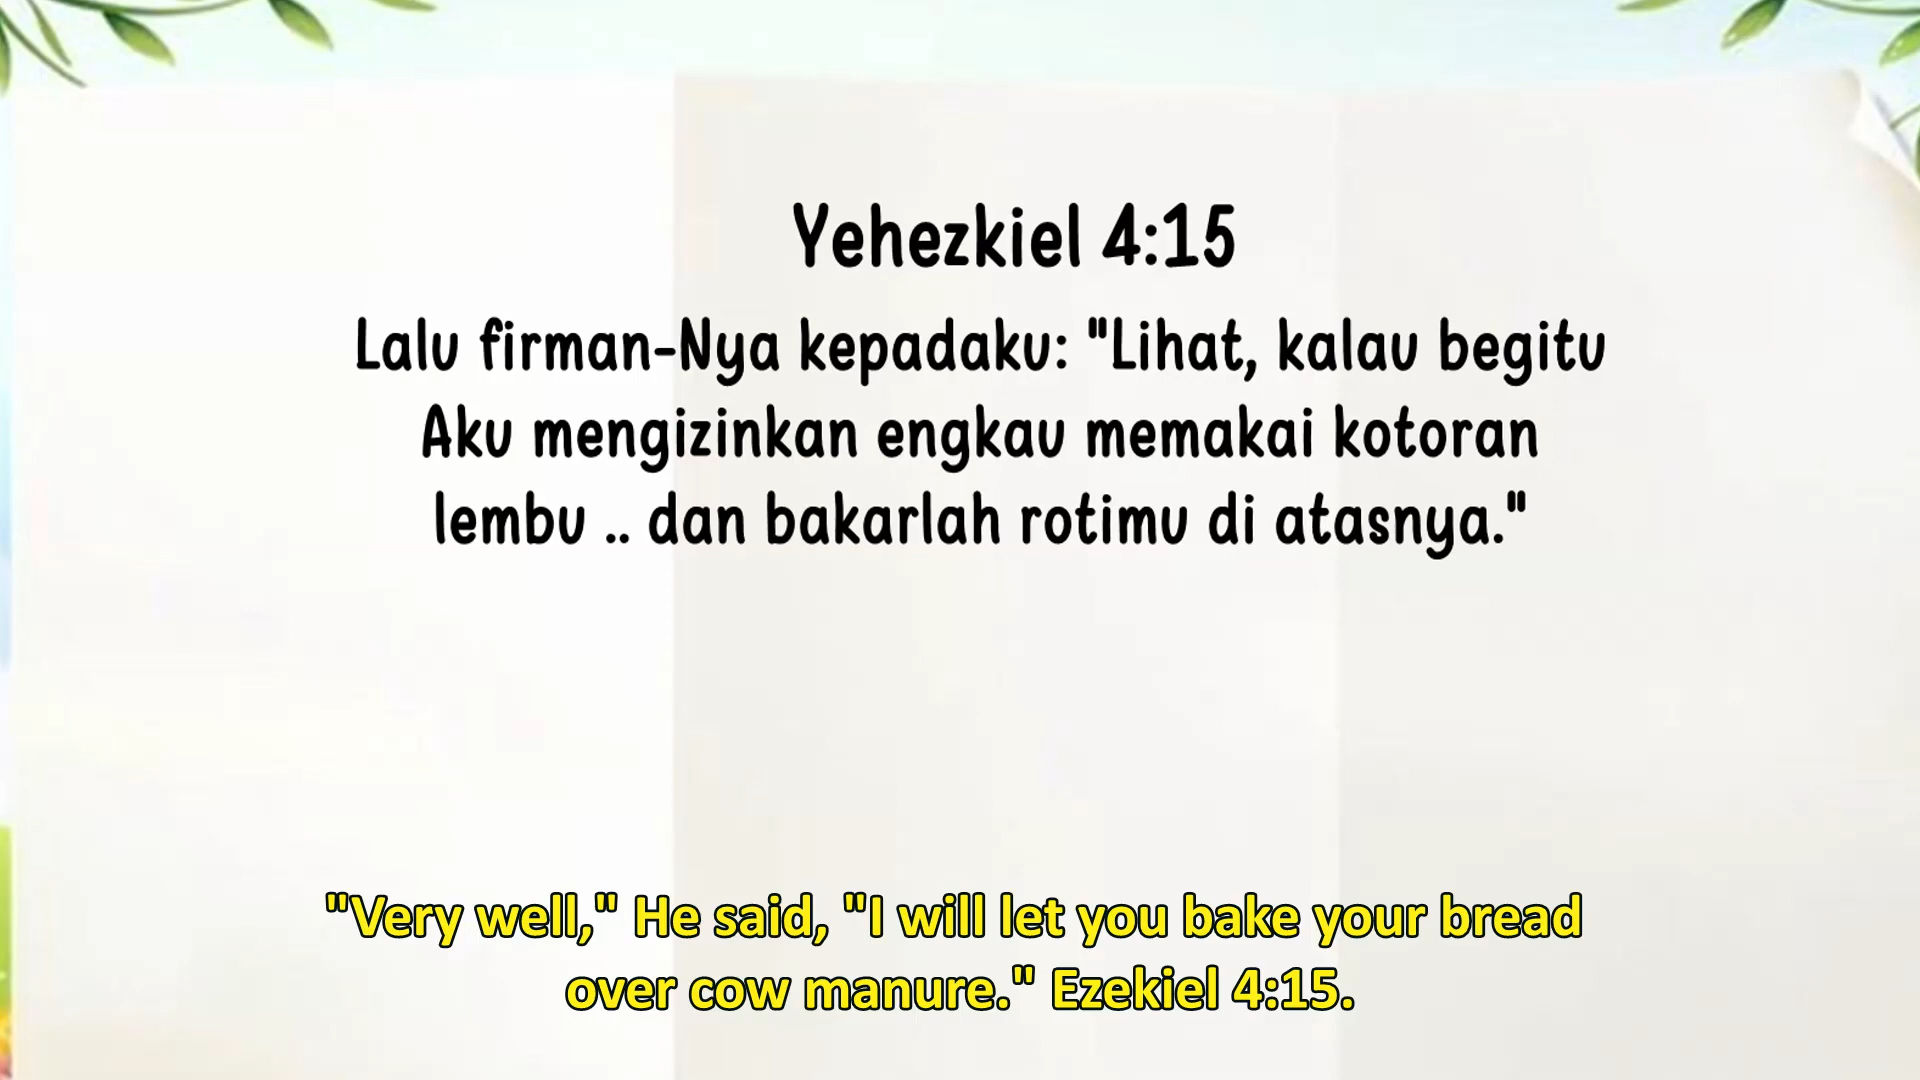 Yehezkiel 4:15
Lalu firman-Nya kepadaku: "Lihat, kalau begitu
Aku mengizinkan engkau memakai kotoran
lembu .. dan bakarlah rotimu di atasnya."
"Very well," He said, "I will let you bake your bread
over cow manure." Ezekiel 4:15.